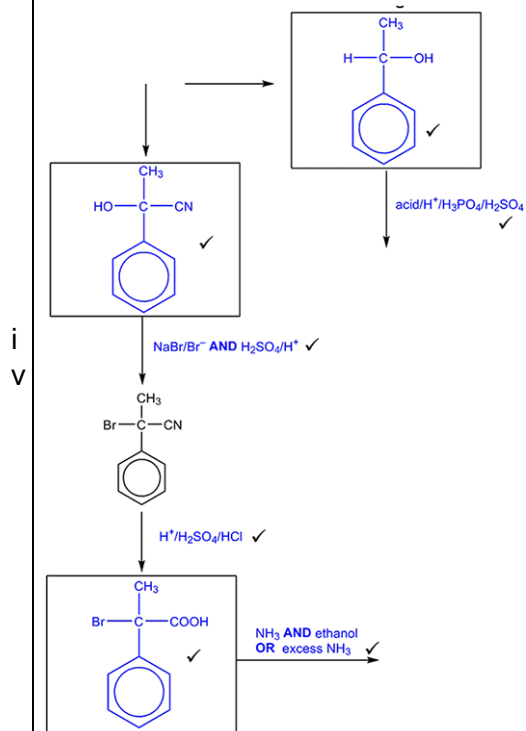 CH₃
H—C—OH
✓
acid/H⁺/H₃PO₄/H₂SO₄
✓
CH₃
HO—C—CN
✓
i
v
NaBr/Br⁻ AND H₂SO₄/H⁺ ✓
CH₃
Br—C—CN
H⁺/H₂SO₄/HCl ✓
CH₃
Br—C—COOH
✓
NH₃ AND ethanol
OR excess NH₃ ✓